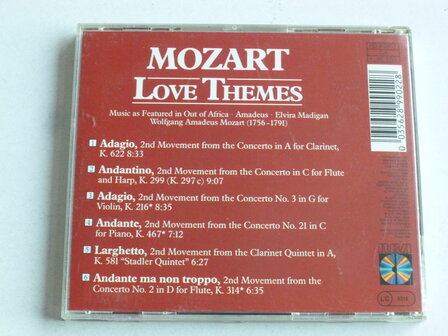 MOZART
LOVE THEMES
Music as Featured in Out of Africa · Amadeus · Elvira Madigan
Wolfgang Amadeus Mozart (1756-1791)
1 Adagio, 2nd Movement from the Concerto in A for Clarinet,
K. 622 8:33
2 Andantino, 2nd Movement from the Concerto in C for Flute
and Harp, K. 299 (K. 297 c) 9:07
3 Adagio, 2nd Movement from the Concerto No. 3 in G for
Violin, K. 216* 8:35
4 Andante, 2nd Movement from the Concerto No. 21 in C
for Piano, K. 467* 7:12
5 Larghetto, 2nd Movement from the Clarinet Quintet in A,
K. 581 "Stadler Quintet" 6:27
6 Andante ma non troppo, 2nd Movement from the
Concerto No. 2 in D for Flute, K. 314* 6:35
0 035628 990228
LC